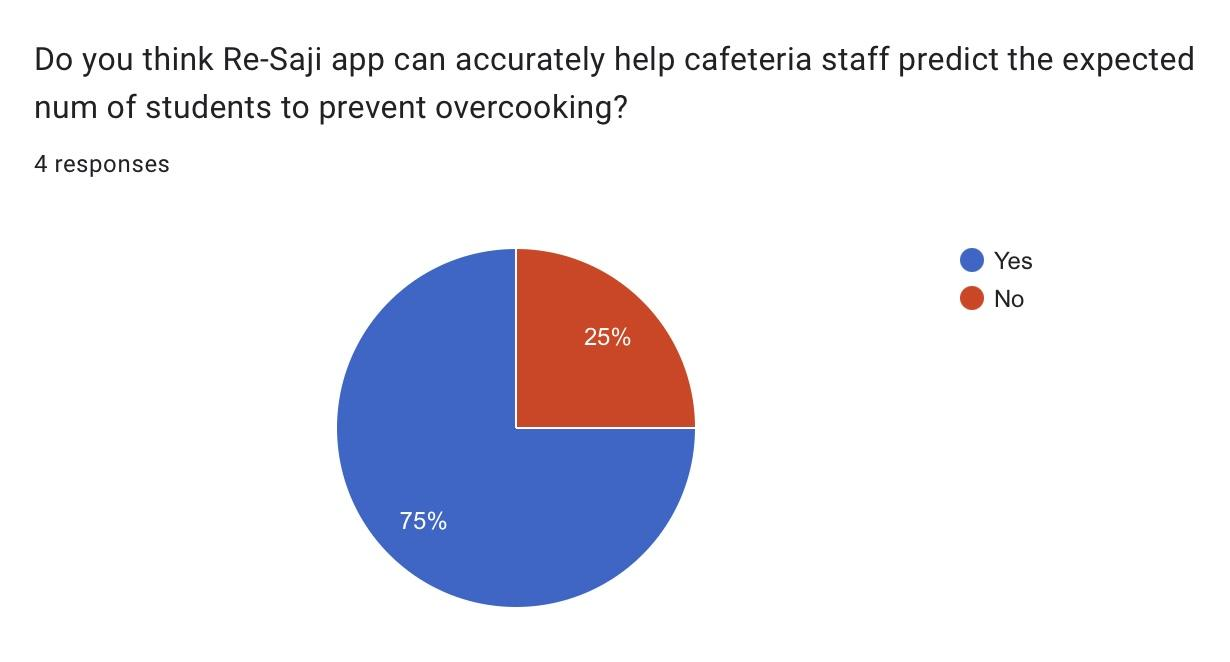 Do you think Re-Saji app can accurately help cafeteria staff predict the expected
num of students to prevent overcooking?
4 responses
Yes
No
25%
75%